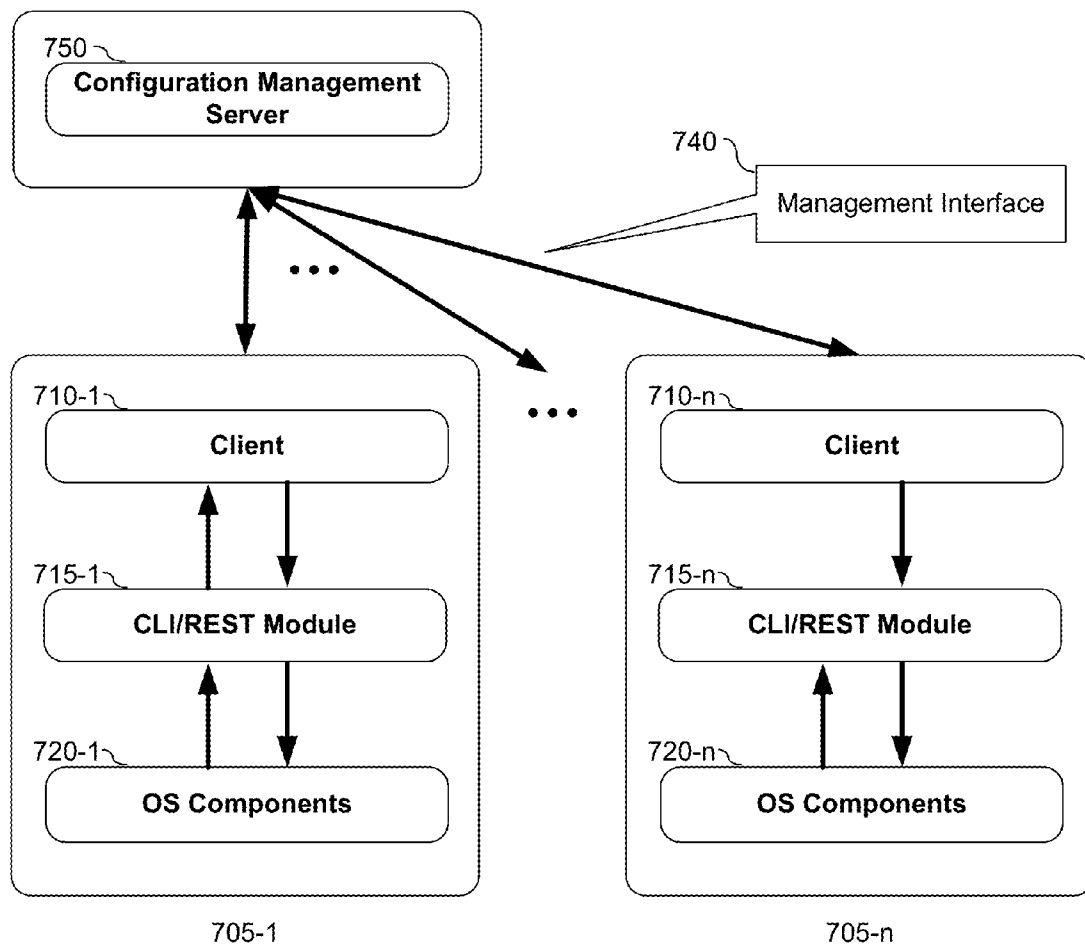 750
Configuration Management
Server
740
Management Interface
710-1
Client
710-n
Client
715-1
CLI/REST Module
715-n
CLI/REST Module
720-1
OS Components
720-n
OS Components
705-1
705-n